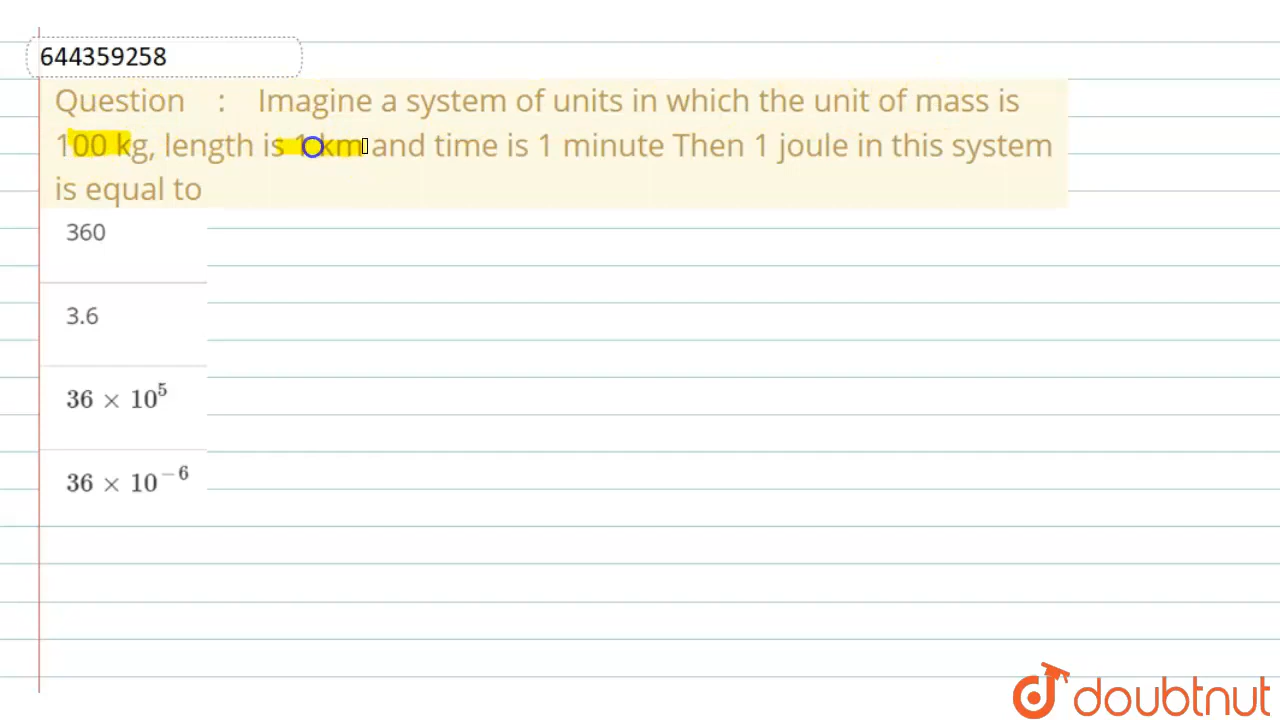 644359258
Question : Imagine a system of units in which the unit of mass is
100 kg, length is 1 km and time is 1 minute Then 1 joule in this system
is equal to
360
3.6
36 × 10⁵
36 × 10⁻⁶
doubtnut